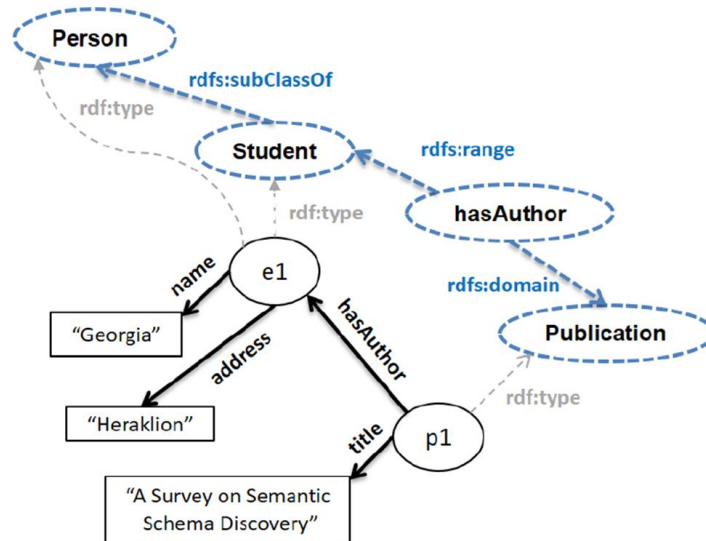 Person
rdfs:subClassOf
rdf:type
Student
rdfs:range
rdf:type
hasAuthor
e1
name
rdfs:domain
“Georgia”
address
hasAuthor
Publication
rdf:type
“Heraklion”
title
p1
“A Survey on Semantic
Schema Discovery”